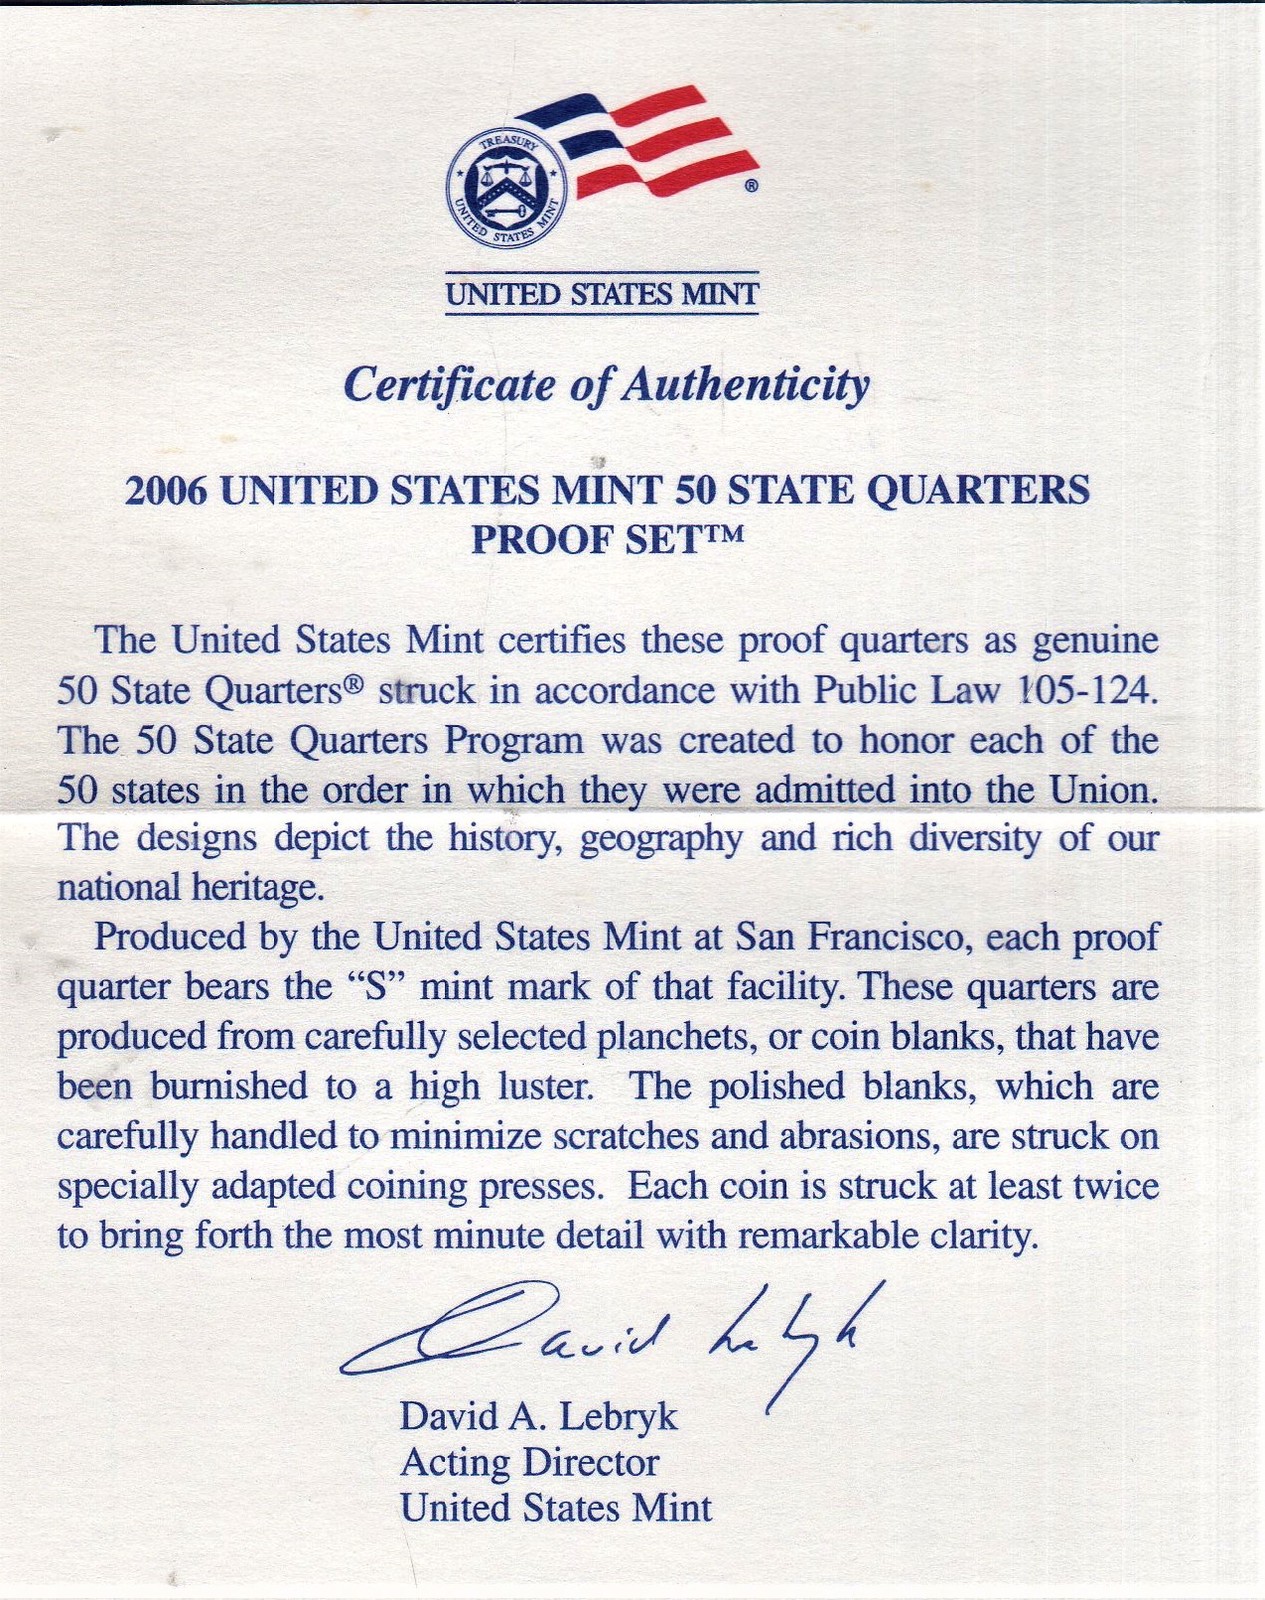 TREASURY
UNITED STATES MINT
®
UNITED STATES MINT
Certificate of Authenticity
2006 UNITED STATES MINT 50 STATE QUARTERS
PROOF SET™
The United States Mint certifies these proof quarters as genuine
50 State Quarters® struck in accordance with Public Law 105-124.
The 50 State Quarters Program was created to honor each of the
50 states in the order in which they were admitted into the Union.
The designs depict the history, geography and rich diversity of our
national heritage.
Produced by the United States Mint at San Francisco, each proof
quarter bears the “S” mint mark of that facility. These quarters are
produced from carefully selected planchets, or coin blanks, that have
been burnished to a high luster. The polished blanks, which are
carefully handled to minimize scratches and abrasions, are struck on
specially adapted coining presses. Each coin is struck at least twice
to bring forth the most minute detail with remarkable clarity.
David Lebryk
David A. Lebryk
Acting Director
United States Mint